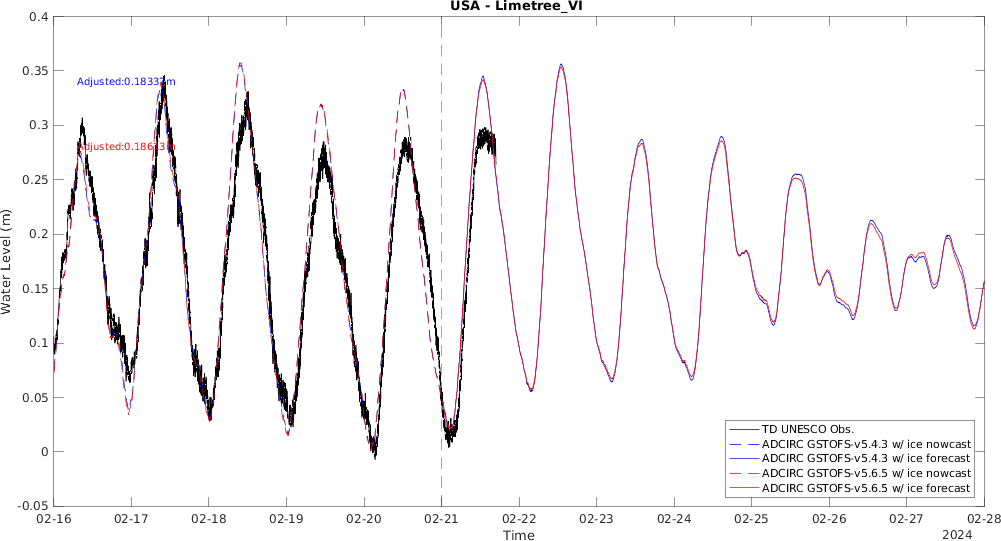 USA - Limetree_VI
0.4
0.35
0.3
0.25
0.2
0.15
0.1
0.05
0
-0.05
Water Level (m)
Adjusted:0.18332m
TD UNESCO Obs.
ADCIRC GSTOFS-v5.4.3 w/ ice nowcast
ADCIRC GSTOFS-v5.4.3 w/ ice forecast
ADCIRC GSTOFS-v5.6.5 w/ ice nowcast
ADCIRC GSTOFS-v5.6.5 w/ ice forecast
02-16 02-17 02-18 02-19 02-20 02-21 02-22 02-23 02-24 02-25 02-26 02-27 02-28
Time
2024